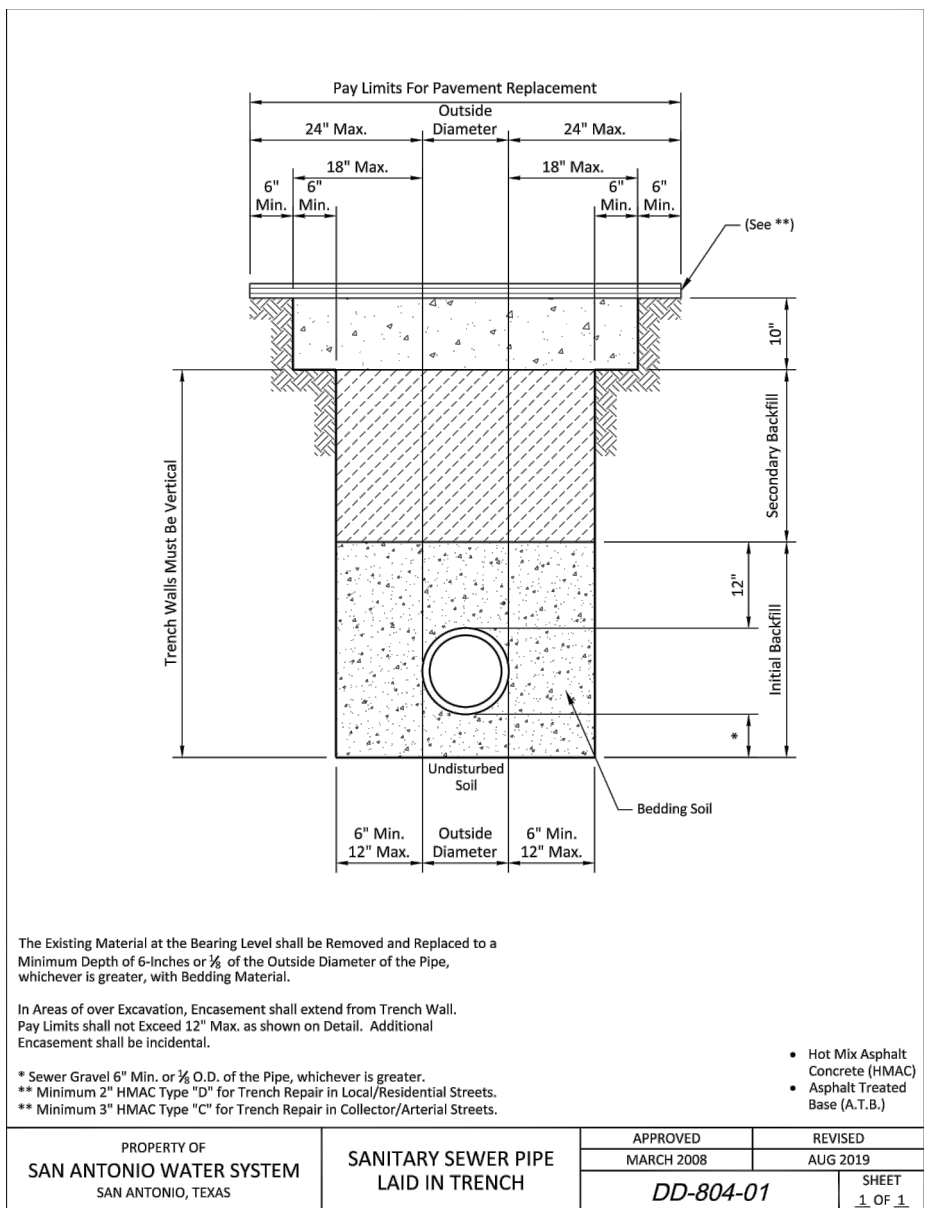 Pay Limits For Pavement Replacement
Outside
Diameter
24" Max.
24" Max.
18" Max.
18" Max.
6"
Min.
6"
Min.
6"
Min.
6"
Min.
(See **)
10"
Secondary Backfill
Trench Walls Must Be Vertical
12"
Initial Backfill
*
Undisturbed
Soil
Bedding Soil
6" Min.
12" Max.
Outside
Diameter
6" Min.
12" Max.
The Existing Material at the Bearing Level shall be Removed and Replaced to a
Minimum Depth of 6-Inches or ⅛ of the Outside Diameter of the Pipe,
whichever is greater, with Bedding Material.
In Areas of over Excavation, Encasement shall extend from Trench Wall.
Pay Limits shall not Exceed 12" Max. as shown on Detail. Additional
Encasement shall be incidental.
* Sewer Gravel 6" Min. or ⅛ O.D. of the Pipe, whichever is greater.
** Minimum 2" HMAC Type "D" for Trench Repair in Local/Residential Streets.
** Minimum 3" HMAC Type "C" for Trench Repair in Collector/Arterial Streets.
• Hot Mix Asphalt
Concrete (HMAC)
• Asphalt Treated
Base (A.T.B.)
PROPERTY OF
SAN ANTONIO WATER SYSTEM
SAN ANTONIO, TEXAS
SANITARY SEWER PIPE
LAID IN TRENCH
APPROVED
MARCH 2008
REVISED
AUG 2019
DD-804-01
SHEET
1 OF 1